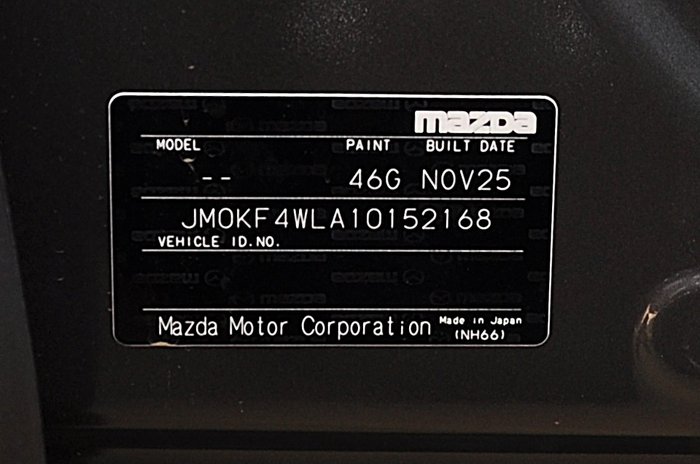 mazda
MODEL PAINT BUILT DATE
-- 46G NOV25
JM0KF4WLA10152168
VEHICLE ID.NO.
Mazda Motor Corporation Made in Japan
(NH66)